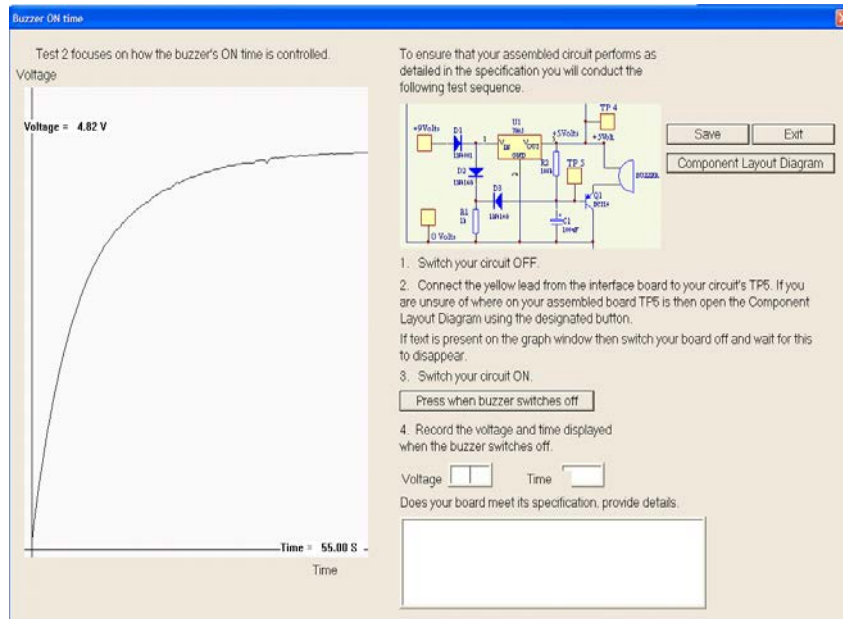 Buzzer ON time
Test 2 focuses on how the buzzer's ON time is controlled.
Voltage
Voltage = 4.82 V
Time = 55.00 S
Time
To ensure that your assembled circuit performs as
detailed in the specification you will conduct the
following test sequence.
+9Volts
D1
U1
+5Volts
TP 4
+5Volt
D2
R2
TP 5
BUZZER
D3
R1
1k
C1
Q1
0 Volts
Save
Exit
Component Layout Diagram
1. Switch your circuit OFF.
2. Connect the yellow lead from the interface board to your circuit's TP5. If you
are unsure of where on your assembled board TP5 is then open the Component
Layout Diagram using the designated button.
If text is present on the graph window then switch your board off and wait for this
to disappear.
3. Switch your circuit ON.
Press when buzzer switches off
4. Record the voltage and time displayed
when the buzzer switches off.
Voltage
Time
Does your board meet its specification, provide details.